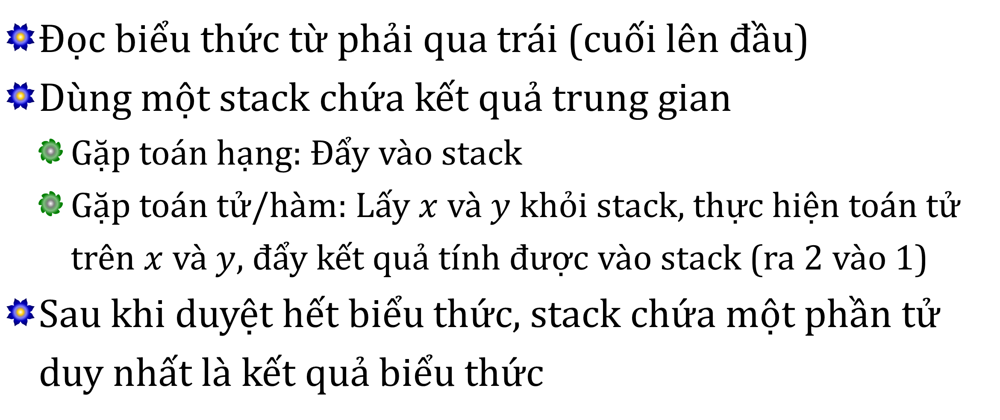 Đọc biểu thức từ phải qua trái (cuối lên đầu)
Dùng một stack chứa kết quả trung gian
Gặp toán hạng: Đẩy vào stack
Gặp toán tử/hàm: Lấy x và y khỏi stack, thực hiện toán tử
trên x và y, đẩy kết quả tính được vào stack (ra 2 vào 1)
Sau khi duyệt hết biểu thức, stack chứa một phần tử
duy nhất là kết quả biểu thức